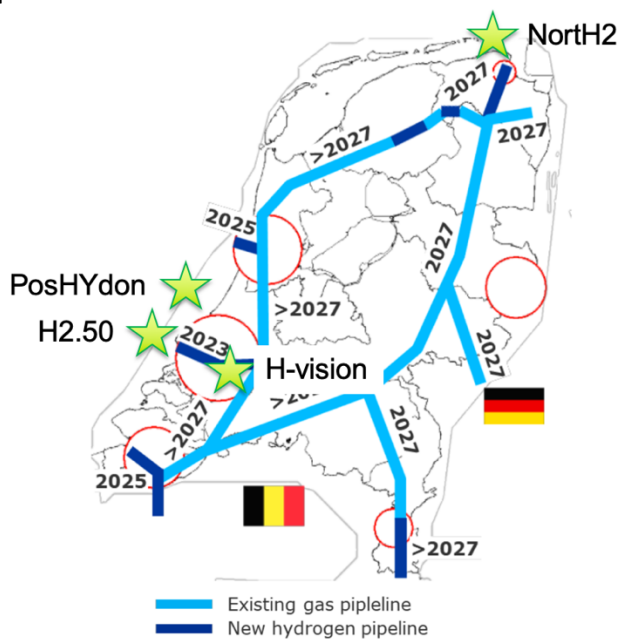 NortH2
2027
2027
>2027
2025
2027
PosHYdon
>2027
H2.50
2023
2027
H-vision
>2027
2027
2025
>2027
Existing gas pipleline
New hydrogen pipeline